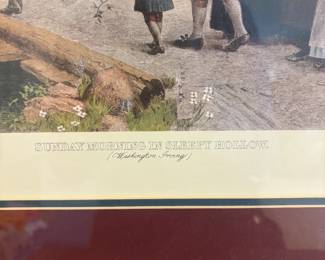 SUNDAY MORNING IN SLEEPY HOLLOW
(Washington Irving)